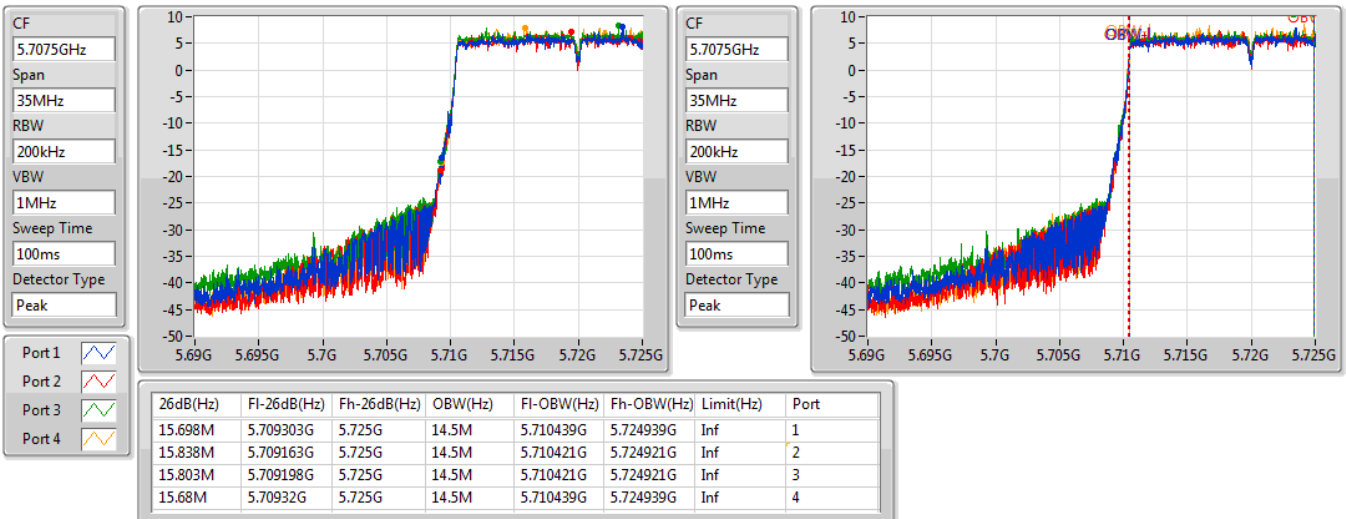 CF
5.7075GHz
Span
35MHz
RBW
200kHz
VBW
1MHz
Sweep Time
100ms
Detector Type
Peak
10
5
0
-5
-10
-15
-20
-25
-30
-35
-40
-45
-50
5.69G 5.695G 5.7G 5.705G 5.71G 5.715G 5.72G 5.725G
CF
5.7075GHz
Span
35MHz
RBW
200kHz
VBW
1MHz
Sweep Time
100ms
Detector Type
Peak
10
5
0
-5
-10
-15
-20
-25
-30
-35
-40
-45
-50
5.69G 5.695G 5.7G 5.705G 5.71G 5.715G 5.72G 5.725G
Port 1
Port 2
Port 3
Port 4
26dB(Hz) Fl-26dB(Hz) Fh-26dB(Hz) OBW(Hz) Fl-OBW(Hz) Fh-OBW(Hz) Limit(Hz) Port
15.698M 5.709303G 5.725G 14.5M 5.710439G 5.724939G Inf 1
15.838M 5.709163G 5.725G 14.5M 5.710421G 5.724921G Inf 2
15.803M 5.709198G 5.725G 14.5M 5.710421G 5.724921G Inf 3
15.68M 5.70932G 5.725G 14.5M 5.710439G 5.724939G Inf 4